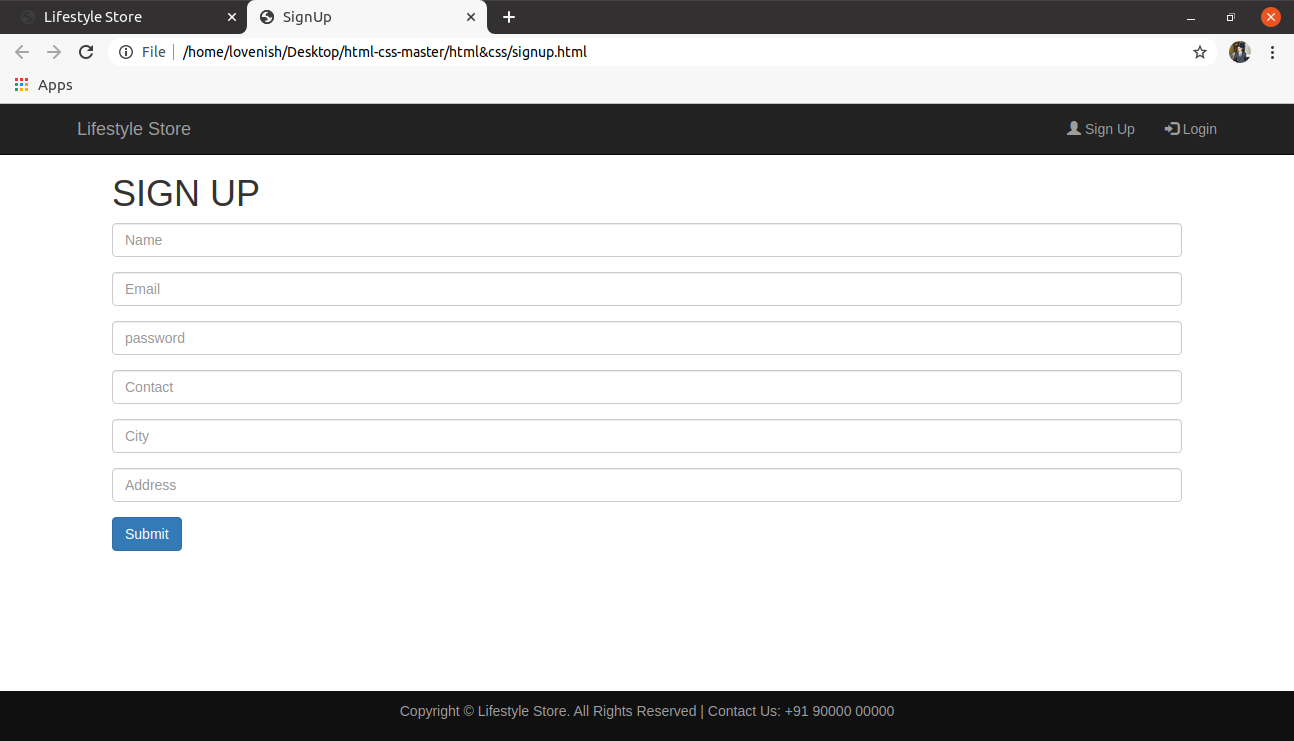 Lifestyle Store
SignUp
File
/home/lovenish/Desktop/html-css-master/html&css/signup.html
Apps
Lifestyle Store
Sign Up
Login
SIGN UP
Name
Email
password
Contact
City
Address
Submit
Copyright © Lifestyle Store. All Rights Reserved | Contact Us: +91 90000 00000